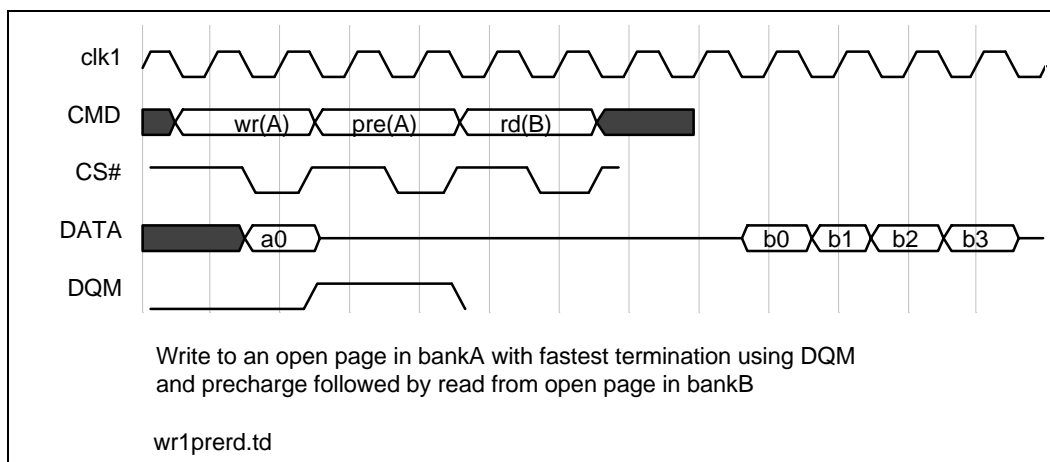 clk1
CMD wr(A) pre(A) rd(B)
CS#
DATA a0 b0 b1 b2 b3
DQM
Write to an open page in bankA with fastest termination using DQM
and precharge followed by read from open page in bankB
wr1prerd.td